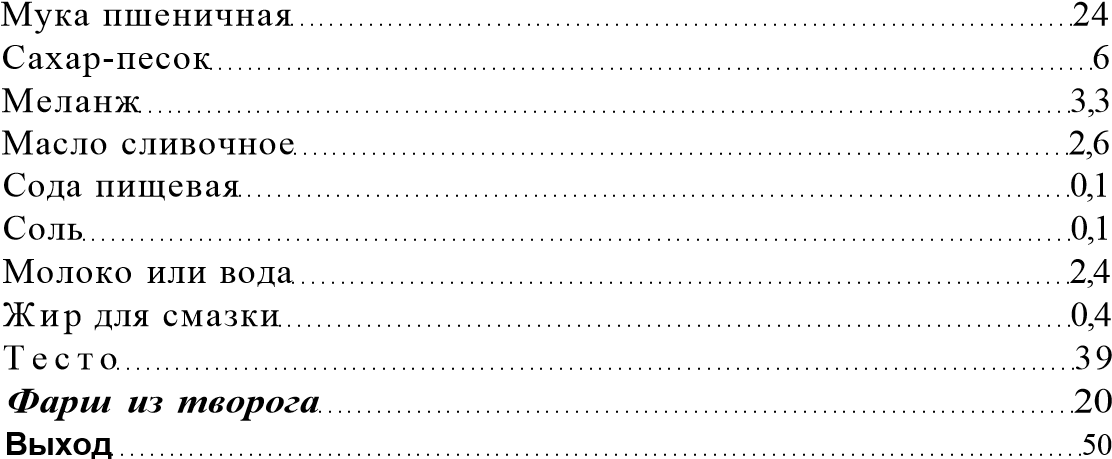 Мука пшеничная........................24
Сахар-песок........................6
Меланж........................3,3
Масло сливочное........................2,6
Сода пищевая........................0,1
Соль........................0,1
Молоко или вода........................2,4
Жир для смазки........................0,4
Тесто........................39
Фарш из творога........................20
Выход........................50